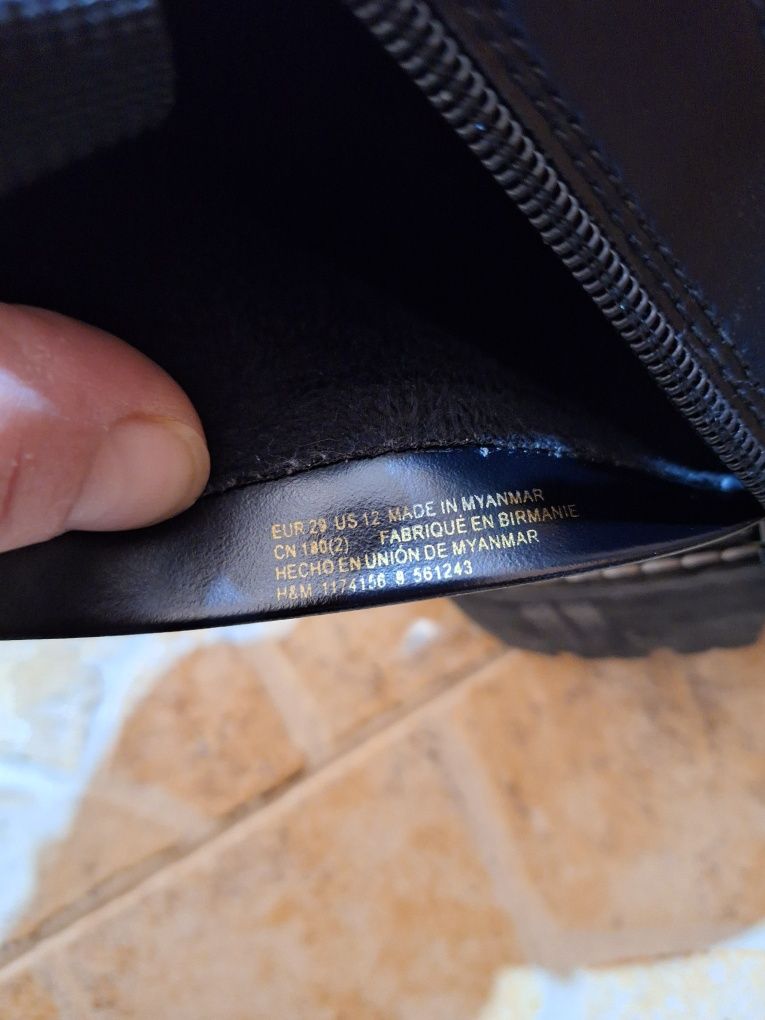 EUR 29 US 12 MADE IN MYANMAR
CN 180(2) FABRIQUÉ EN BIRMANIE
HECHO EN UNIÓN DE MYANMAR
H&M 1174156 8 561243